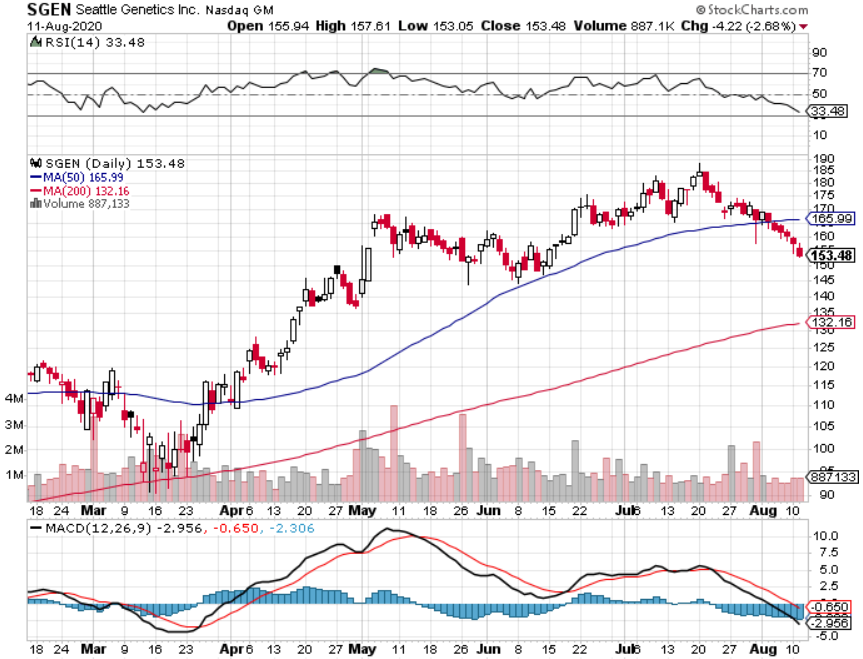 SGEN Seattle Genetics Inc. Nasdaq GM © StockCharts.com
11-Aug-2020 Open 155.94 High 157.61 Low 153.05 Close 153.48 Volume 887.1K Chg -4.22 (-2.68%)
RSI(14) 33.48
90
70
50
33.48
10
SGEN (Daily) 153.48
MA(50) 165.99
MA(200) 132.16
Volume 887,133
190
185
180
175
170
165.99
160
153.48
150
145
140
135
132.16
125
120
115
110
105
100
95
90
887133
4M
3M
2M
1M
18 24 Mar 9 16 23 Apr 6 13 20 27 May 11 18 26 Jun 8 15 22 Jul 6 13 20 27 Aug 10
MACD(12,26,9) -2.956, -0.650, -2.306
10.0
7.5
5.0
2.5
-0.650
-2.956
-5.0
18 24 Mar 9 16 23 Apr 6 13 20 27 May 11 18 26 Jun 8 15 22 Jul 6 13 20 27 Aug 10